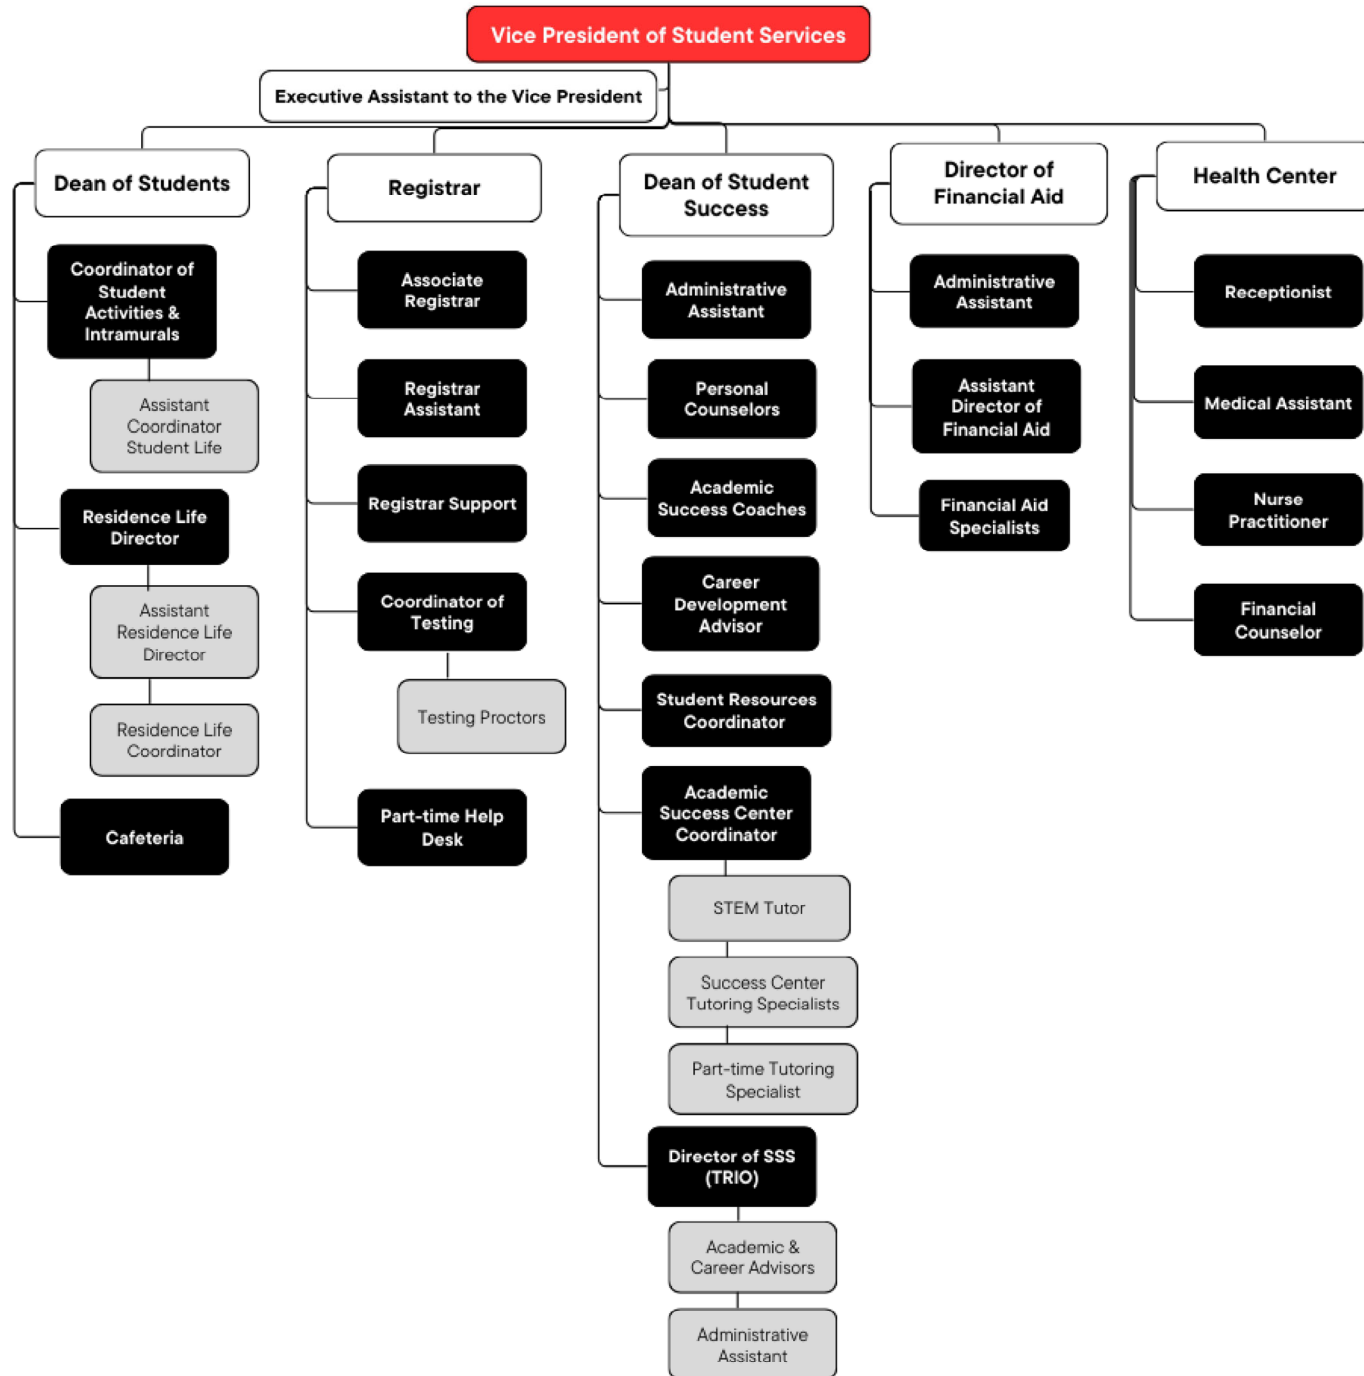 Vice President of Student Services
Executive Assistant to the Vice President
Dean of Students
Coordinator of
Student
Activities &
Intramurals
Assistant
Coordinator
Student Life
Residence Life
Director
Assistant
Residence Life
Director
Residence Life
Coordinator
Cafeteria
Registrar
Associate
Registrar
Registrar
Assistant
Registrar Support
Coordinator of
Testing
Testing Proctors
Part-time Help
Desk
Dean of Student
Success
Administrative
Assistant
Personal
Counselors
Academic
Success Coaches
Career
Development
Advisor
Student Resources
Coordinator
Academic
Success Center
Coordinator
STEM Tutor
Success Center
Tutoring Specialists
Part-time Tutoring
Specialist
Director of SSS
(TRIO)
Academic &
Career Advisors
Administrative
Assistant
Director of
Financial Aid
Administrative
Assistant
Assistant
Director of
Financial Aid
Financial Aid
Specialists
Health Center
Receptionist
Medical Assistant
Nurse
Practitioner
Financial
Counselor